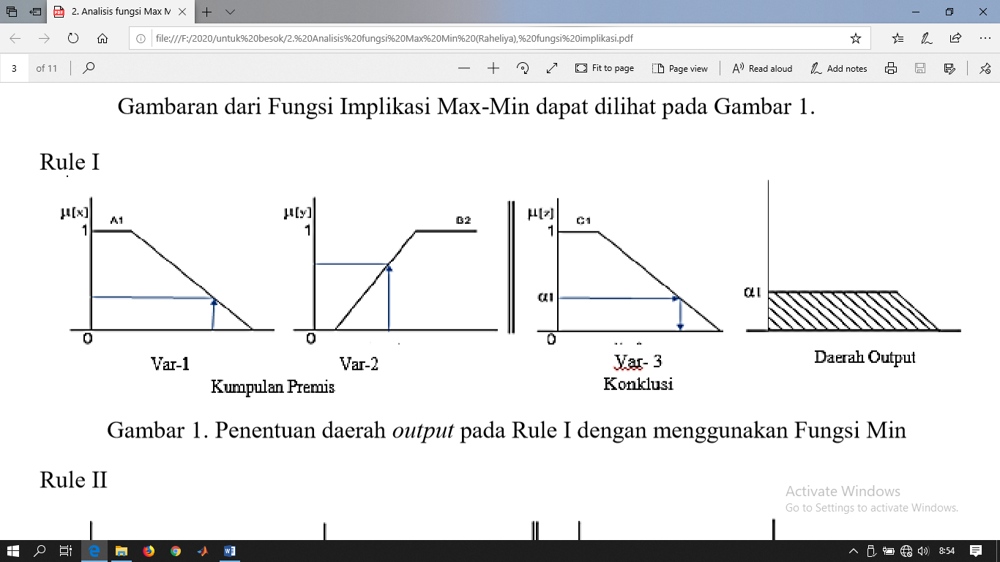 2. Analisis fungsi Max M
file:///F:/2020/untuk%20besok/2.%20Analisis%20fungsi%20Max%20Min%20(Raheliya),%20fungsi%20implikasi.pdf
3 of 11 Fit to page Page view Read aloud Add notes
Gambaran dari Fungsi Implikasi Max-Min dapat dilihat pada Gambar 1.
Rule I
μ[x] A1 μ[y] B2 μ[z] C1
1 1 1
α1 α1
0 0 0
Var-1 Var-2 Var- 3 Daerah Output
Kumpulan Premis Konklusi
Gambar 1. Penentuan daerah output pada Rule I dengan menggunakan Fungsi Min
Rule II
Activate Windows
Go to Settings to activate Windows.
8:54